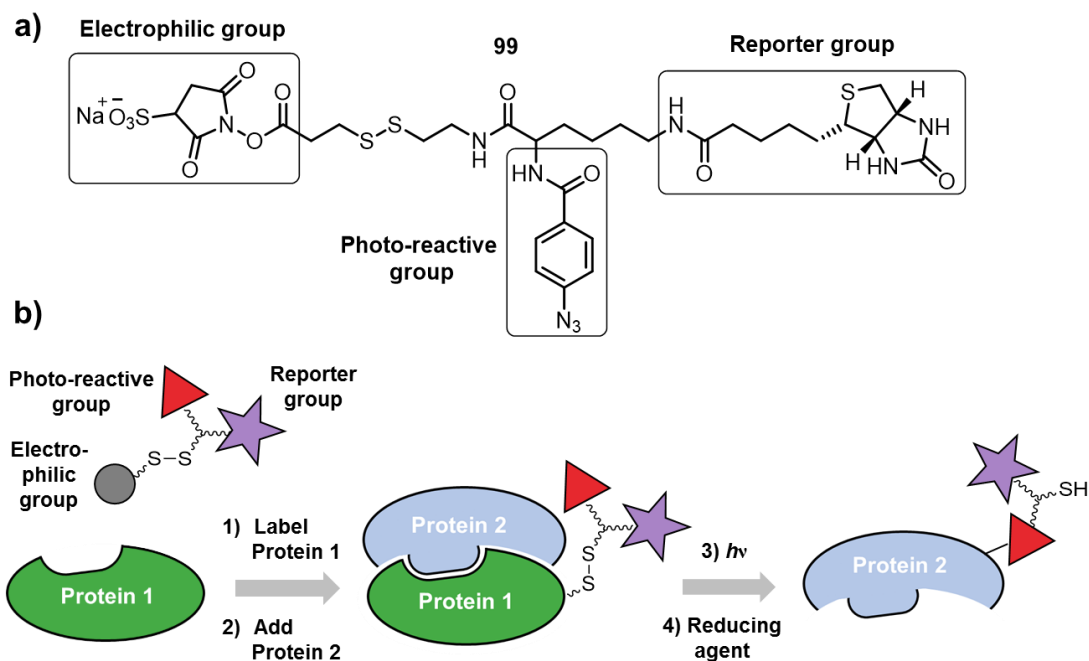 a)
Electrophilic group
99
Reporter group
Na+ −O3S
O
O
N
O
O
S
S
N
H
O
HN
O
N
H
O
S
H
H
NH
HN
O
Photo-reactive
group
N3
b)
Photo-reactive
group
Reporter
group
Electro-
philic
group
S
S
1) Label
Protein 1
2) Add
Protein 2
Protein 1
Protein 2
Protein 1
S
S
3) hν
4) Reducing
agent
SH
Protein 2